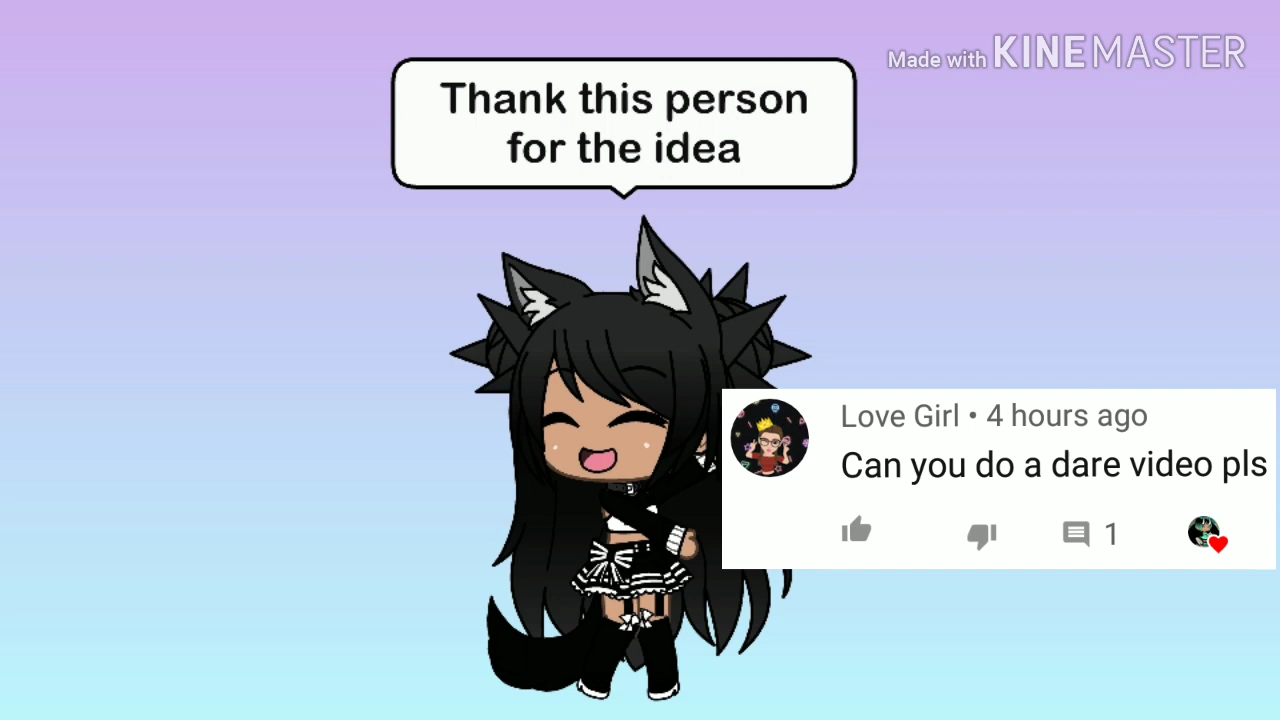 Made with KINEMASTER
Thank this person
for the idea
Love Girl • 4 hours ago
Can you do a dare video pls
1